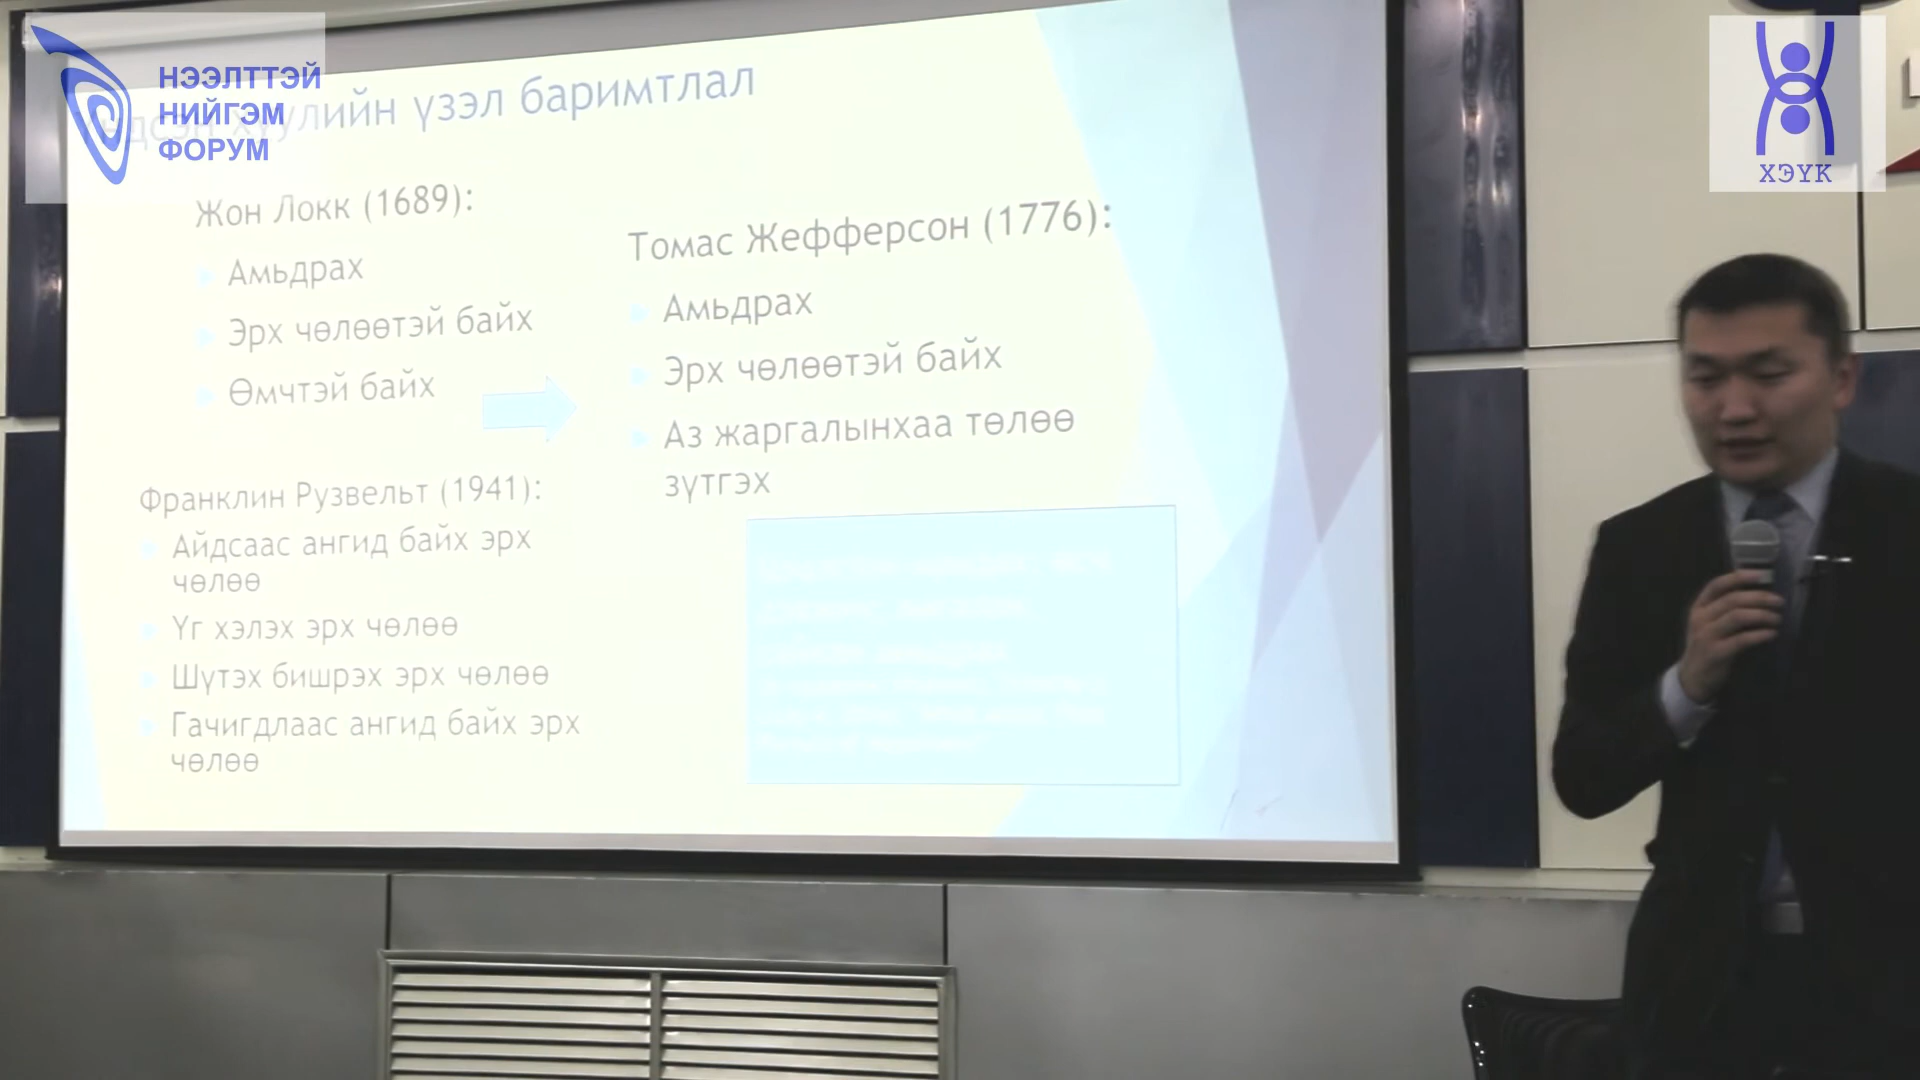 НЭЭЛТТЭЙ
НИЙГЭМ
ФОРУМ
ХЭҮК
хуулийн үзэл баримтлал
Жон Локк (1689):
Амьдрах
Эрх чөлөөтэй байх
Өмчтэй байх
Томас Жефферсон (1776):
Амьдрах
Эрх чөлөөтэй байх
Аз жаргалынхаа төлөө
зүтгэх
Франклин Рузвельт (1941):
Айдсаас ангид байх эрх
чөлөө
Үг хэлэх эрх чөлөө
Шүтэх бишрэх эрх чөлөө
Гачигдлаас ангид байх эрх
чөлөө